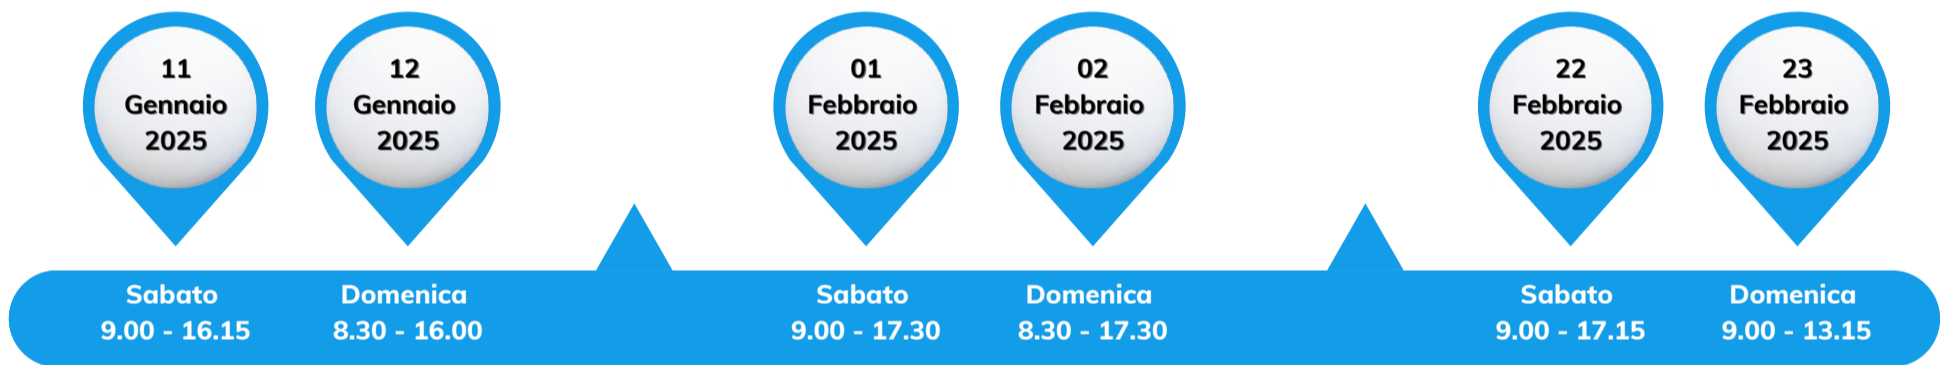 11
Gennaio
2025
12
Gennaio
2025
01
Febbraio
2025
02
Febbraio
2025
22
Febbraio
2025
23
Febbraio
2025
Sabato
9.00 - 16.15
Domenica
8.30 - 16.00
Sabato
9.00 - 17.30
Domenica
8.30 - 17.30
Sabato
9.00 - 17.15
Domenica
9.00 - 13.15